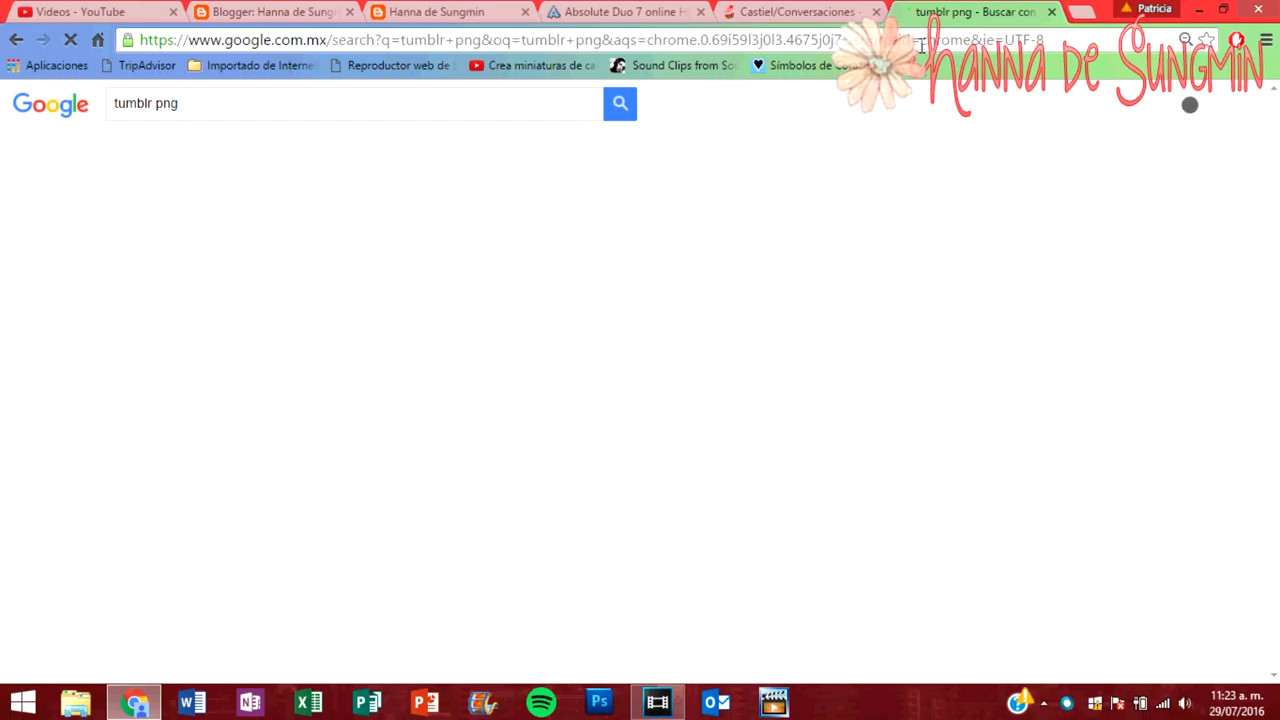 Videos - YouTube
Blogger: Hanna de Sung
Hanna de Sungmin
Absolute Duo 7 online H
Castiel/Conversaciones -
tumblr png - Buscar con
Patricia
https://www.google.com.mx/search?q=tumblr+png&oq=tumblr+png&aqs=chrome.0.69i59l3j0l3.4675j0j7
chrome&ie=UTF-8
Aplicaciones
TripAdvisor
Importado de Interne
Reproductor web de S
Crea miniaturas de ca
Sound Clips from Sou
Símbolos de
Hanna de Sungmin
Google
tumblr png
11:23 a. m.
29/07/2016